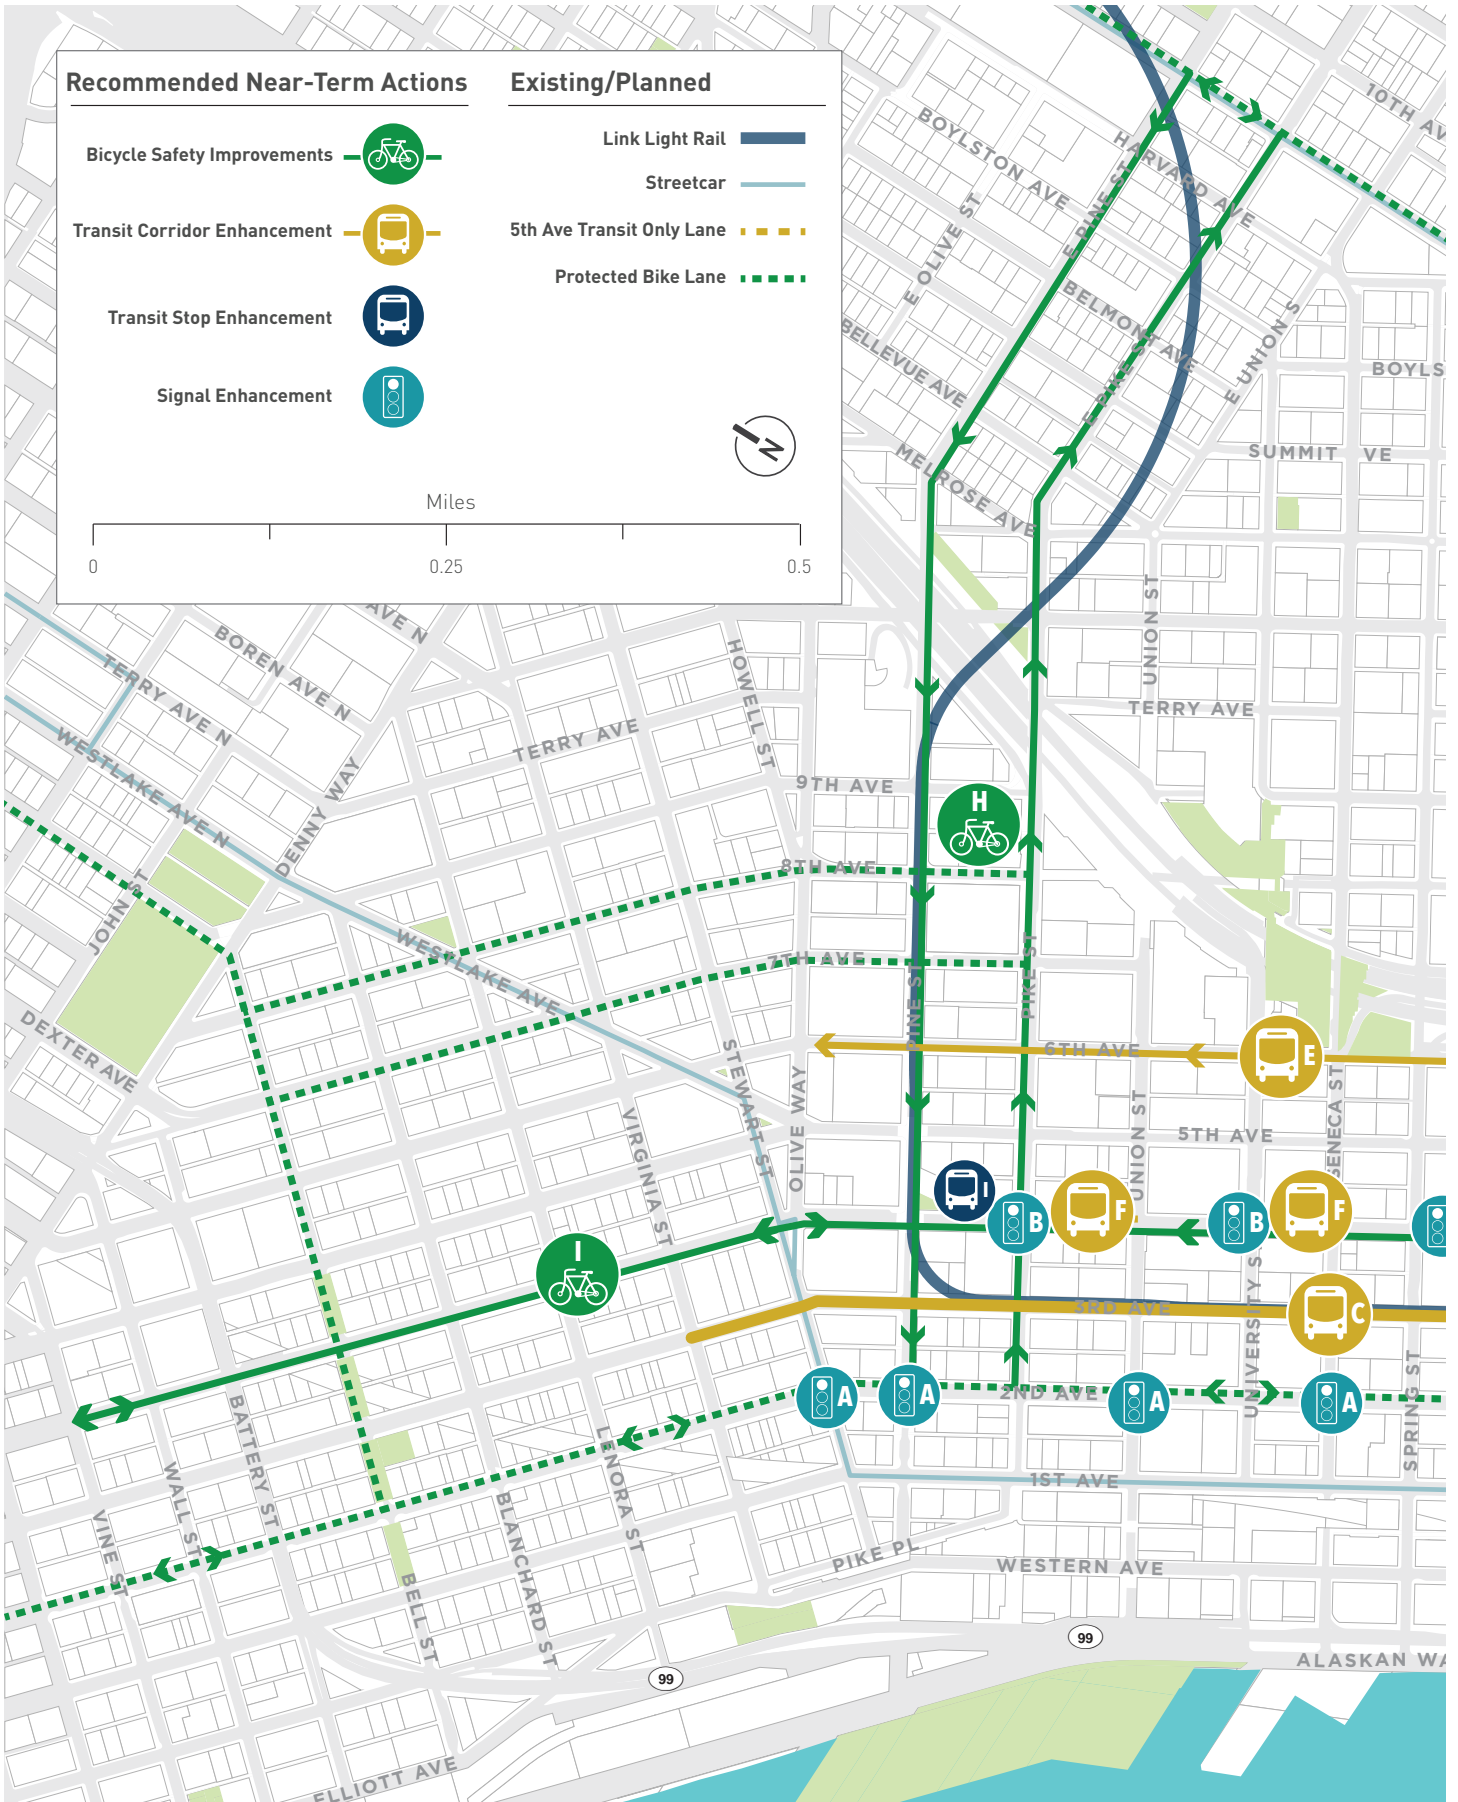 Recommended Near-Term Actions
Bicycle Safety Improvements
Transit Corridor Enhancement
Transit Stop Enhancement
Signal Enhancement
Existing/Planned
Link Light Rail
Streetcar
5th Ave Transit Only Lane
Protected Bike Lane
N
Miles
0
0.25
0.5
10TH AV
BOYLSTON AVE
HARVARD AVE
E PINE ST
E OLIVE ST
BELMONT AVE
E PIKE ST
E UNION S
BELLEVUE AVE
BOYLS
MELROSE AVE
SUMMIT VE
UNION ST
AVE N
BOREN AVE N
TERRY AVE N
HOWELL ST
TERRY AVE
TERRY AVE
WESTLAKE AVE N
DENNY WAY
9TH AVE
H
8TH AVE
JOHN ST
WESTLAKE AVE
7TH AVE
PINE ST
PIKE ST
DEXTER AVE
6TH AVE
E
STEWART ST
OLIVE WAY
VIRGINIA ST
UNION ST
5TH AVE
SENECA ST
I
B
F
B
F
I
3RD AVE
C
UNIVERSITY S
A
A
2ND AVE
A
A
SPRING ST
BATTERY ST
LENORA ST
WALL ST
VINE ST
BLANCHARD ST
BELL ST
1ST AVE
PIKE PL
WESTERN AVE
99
99
ALASKAN WA
ELLIOTT AVE